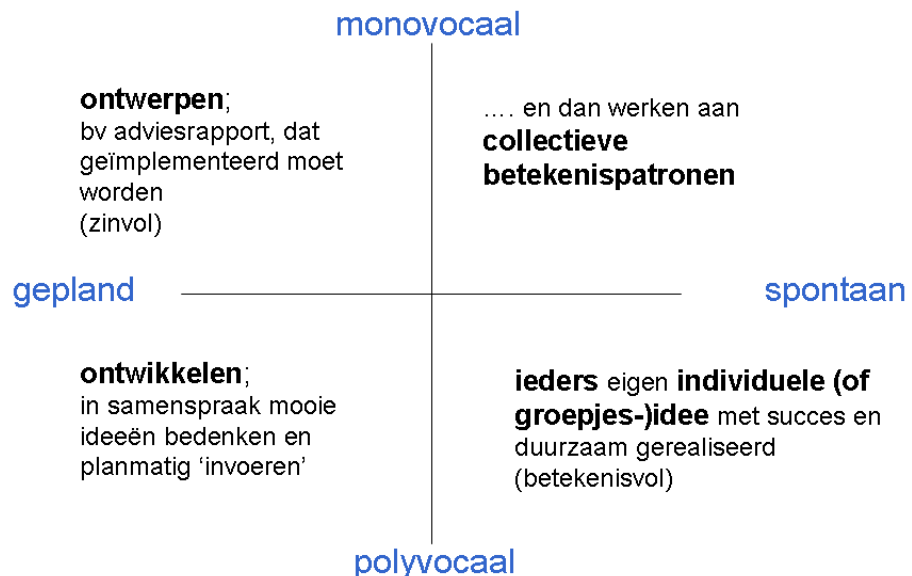 monovocaal
ontwerpen;
bv adviesrapport, dat
geïmplementeerd moet
worden
(zinvol)
.... en dan werken aan
collectieve
betekenispatronen
gepland
spontaan
ontwikkelen;
in samenspraak mooie
ideeën bedenken en
planmatig ‘invoeren’
ieders eigen individuele (of
groepjes-)idee met succes en
duurzaam gerealiseerd
(betekenisvol)
polyvocaal